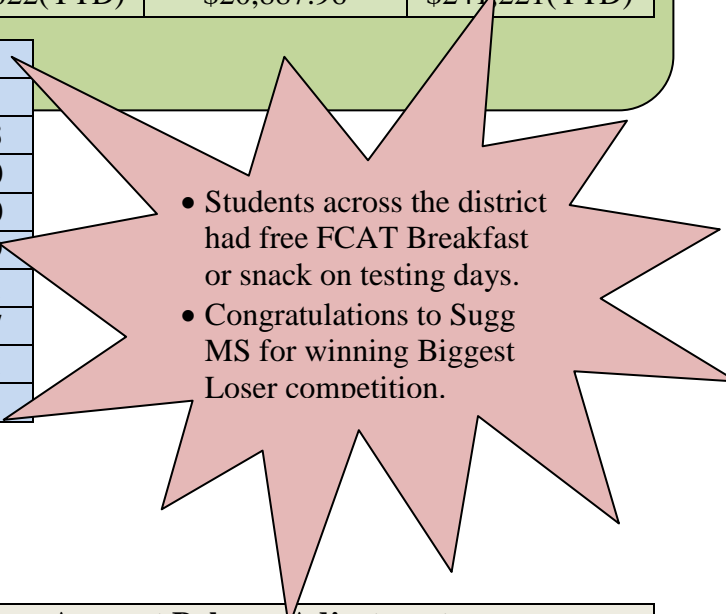 • Students across the district
had free FCAT Breakfast
or snack on testing days.
• Congratulations to Sugg
MS for winning Biggest
Loser competition.